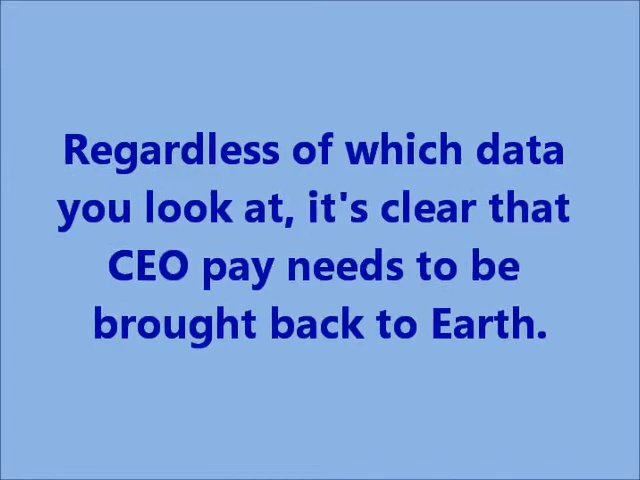 Regardless of which data
you look at, it's clear that
CEO pay needs to be
brought back to Earth.